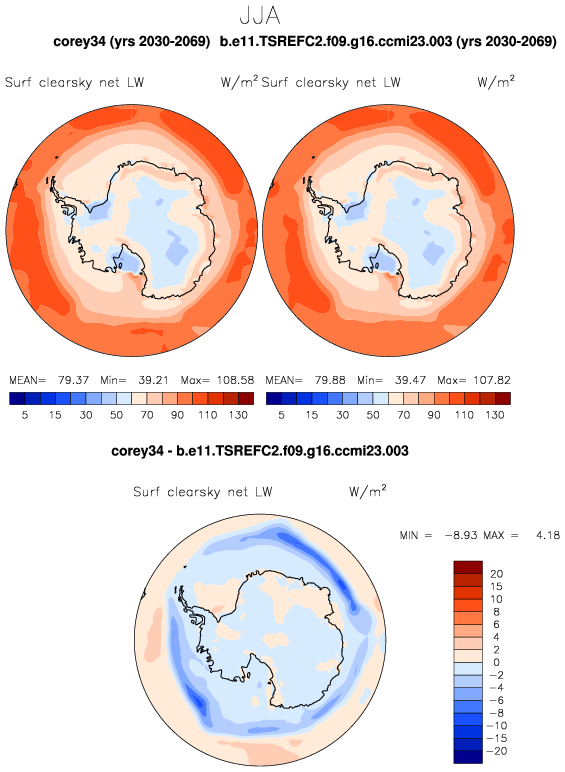 JJA
corey34 (yrs 2030-2069) b.e11.TSREFC2.f09.g16.ccmi23.003 (yrs 2030-2069)
Surf clearsky net LW W/m² Surf clearsky net LW W/m²
MEAN= 79.37 Min= 39.21 Max= 108.58 MEAN= 79.88 Min= 39.47 Max= 107.82
5 15 30 50 70 90 110 130 5 15 30 50 70 90 110 130
corey34 - b.e11.TSREFC2.f09.g16.ccmi23.003
Surf clearsky net LW W/m²
MIN = -8.93 MAX = 4.18
20
15
10
8
6
4
2
0
-2
-4
-6
-8
-10
-15
-20